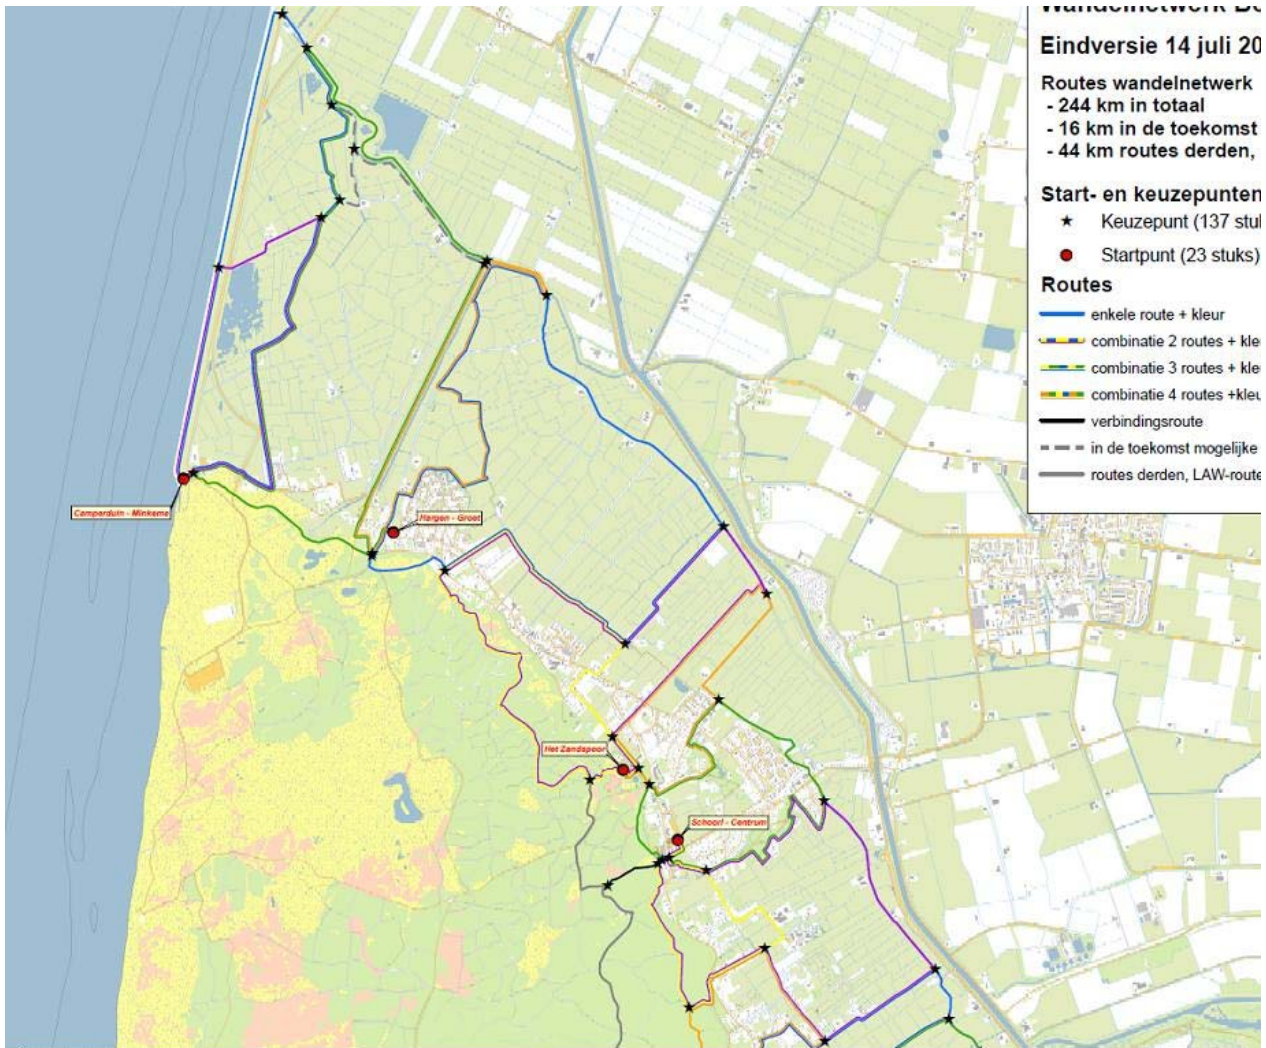 Eindversie 14 juli 20
Routes wandelnetwerk
- 244 km in totaal
- 16 km in de toekomst
- 44 km routes derden,
Start- en keuzepunten
Keuzepunt (137 stuk
Startpunt (23 stuks)
Routes
enkele route + kleur
combinatie 2 routes + kleu
combinatie 3 routes + kleu
combinatie 4 routes +kleu
verbindingsroute
in de toekomst mogelijke
routes derden, LAW-route
Camperduin - Minkema
Hargen - Groet
Het Zandspoor
Schoorl - Centrum